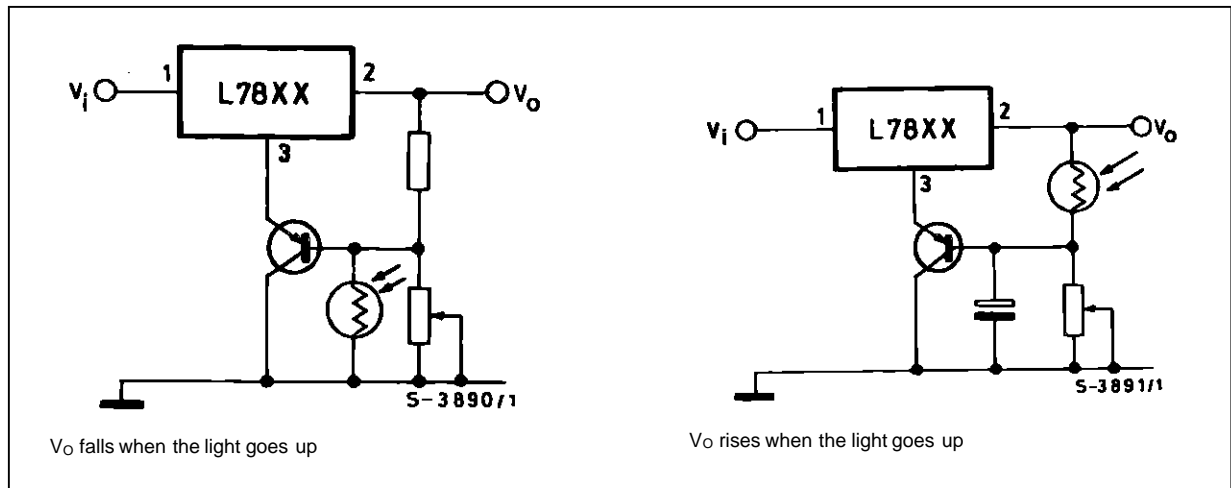 1
2
Vi
L78XX
Vo
3
S-3890/1
VO falls when the light goes up
1
2
Vi
L78XX
Vo
3
S-3891/1
VO rises when the light goes up